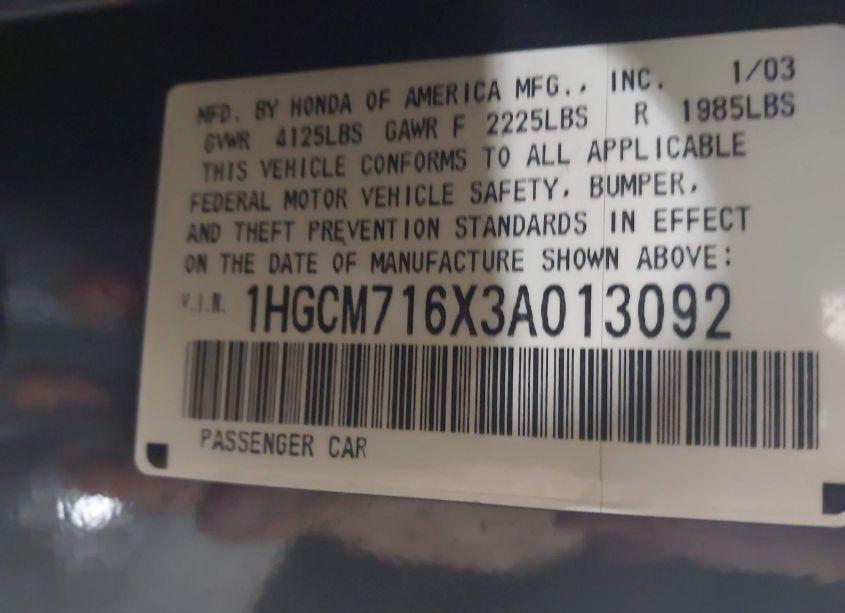 MFD. BY HONDA OF AMERICA MFG., INC. 1/03
GVWR 4125LBS GAWR F 2225LBS R 1985LBS
THIS VEHICLE CONFORMS TO ALL APPLICABLE
FEDERAL MOTOR VEHICLE SAFETY, BUMPER,
AND THEFT PREVENTION STANDARDS IN EFFECT
ON THE DATE OF MANUFACTURE SHOWN ABOVE:
V.I.N. 1HGCM716X3A013092
PASSENGER CAR